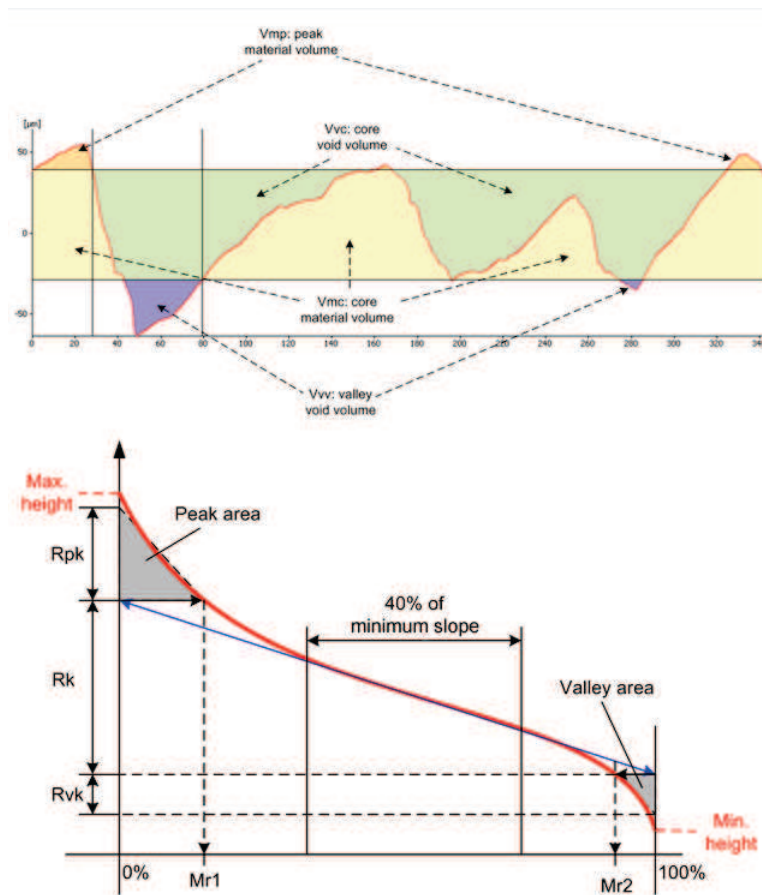 Vmp: peak
material volume
[µm]
Vvc: core
void volume
50
0
-50
Vmc: core
material volume
0 20 40 60 80 100 120 140 160 180 200 220 240 260 280 300 320 340
Vvv: valley
void volume
Max.
height
Peak area
Rpk
40% of
minimum slope
Rk
Valley area
Rvk
Min.
height
0%
Mr1
Mr2
100%